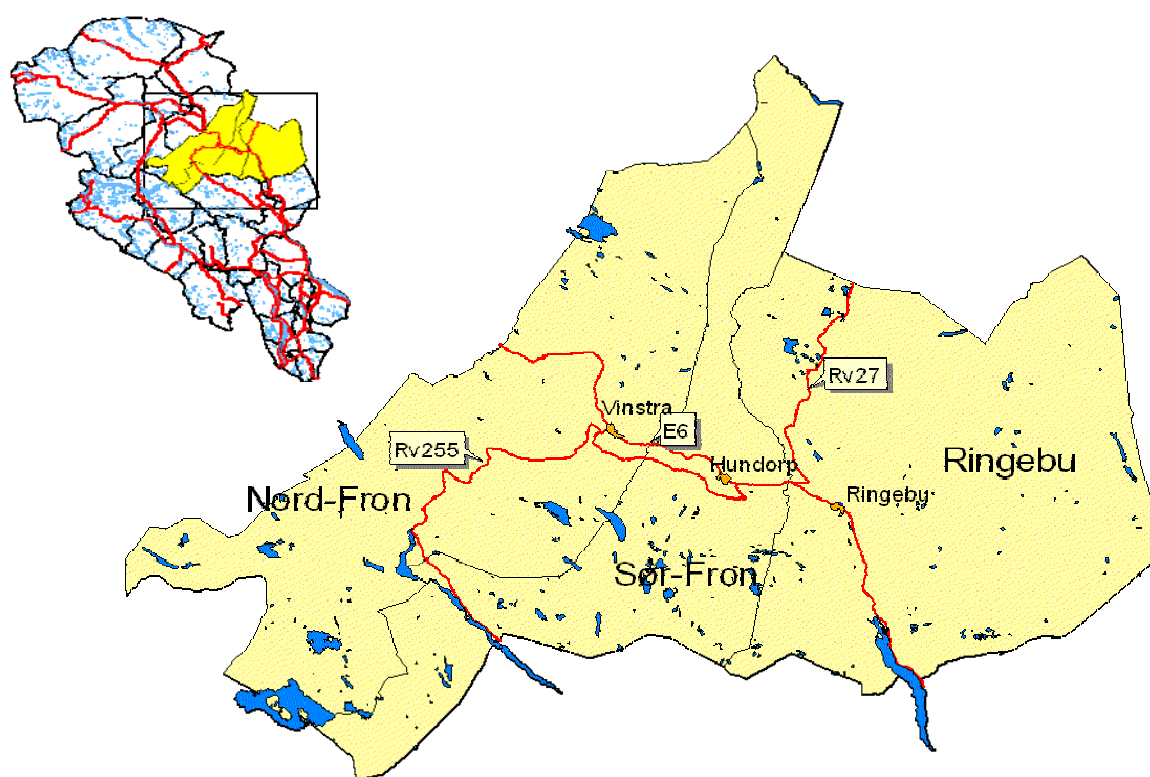 Rv27
Vinstra
E6
Rv255
Hundorp
Ringebu
Nord-Fron
Ringebu
Sør-Fron